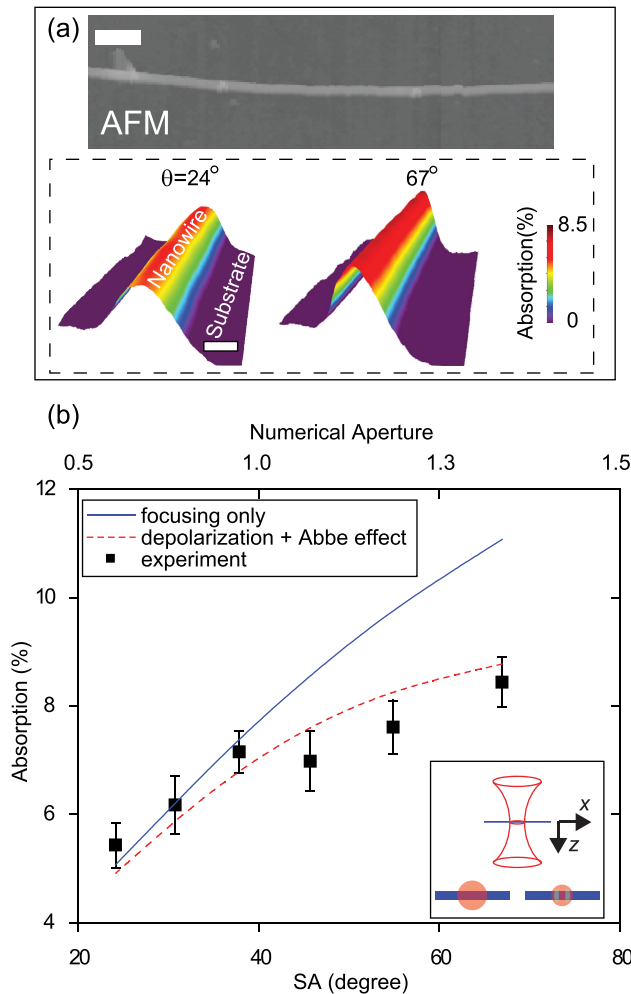 (a)
AFM
θ=24° 67°
Nanowire
Substrate
Absorption(%)
8.5
0
(b)
Numerical Aperture
0.5 1.0 1.3 1.5
12
10
8
6
4
Absorption (%)
focusing only
depolarization + Abbe effect
experiment
x
z
20 40 60 80
SA (degree)